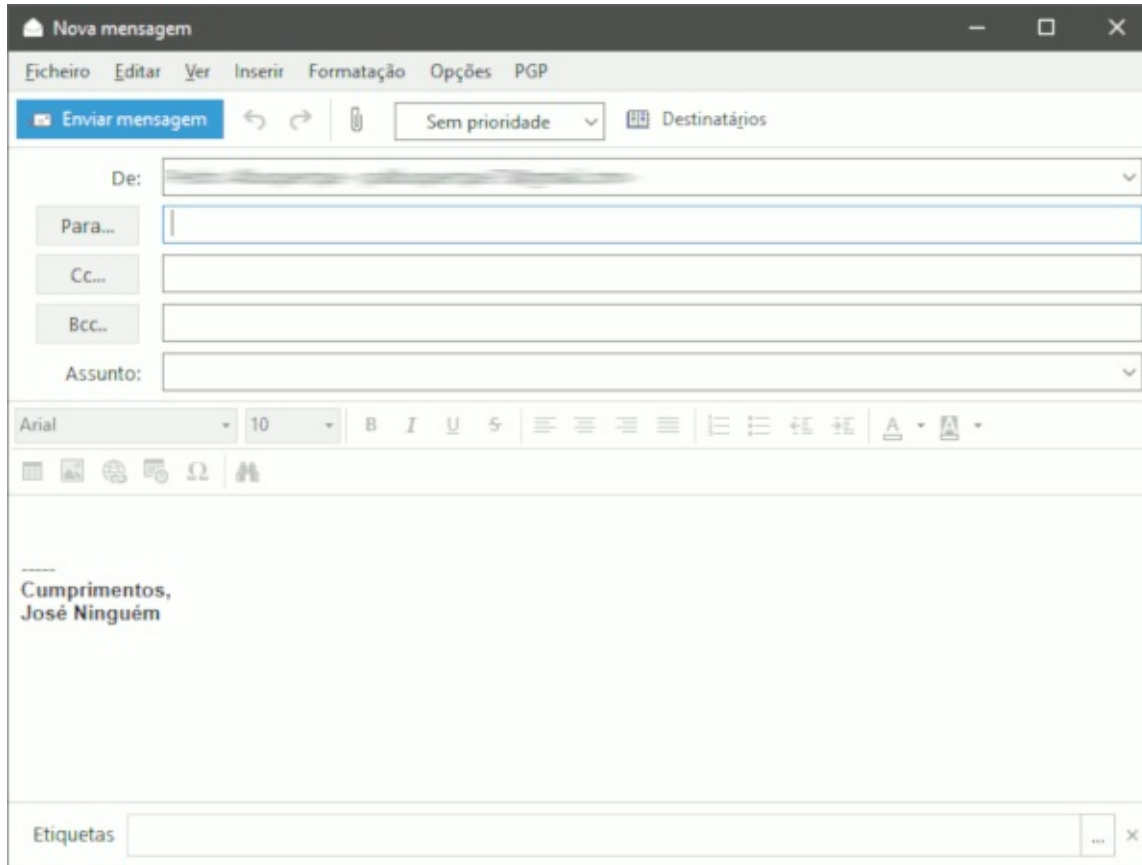 Nova mensagem
Ficheiro Editar Ver Inserir Formatação Opções PGP
Enviar mensagem Sem prioridade Destinatários
De:
Para...
Cc...
Bcc..
Assunto:
Arial 10 B I U S A A
Ω
-----
Cumprimentos,
José Ninguém
Etiquetas ...